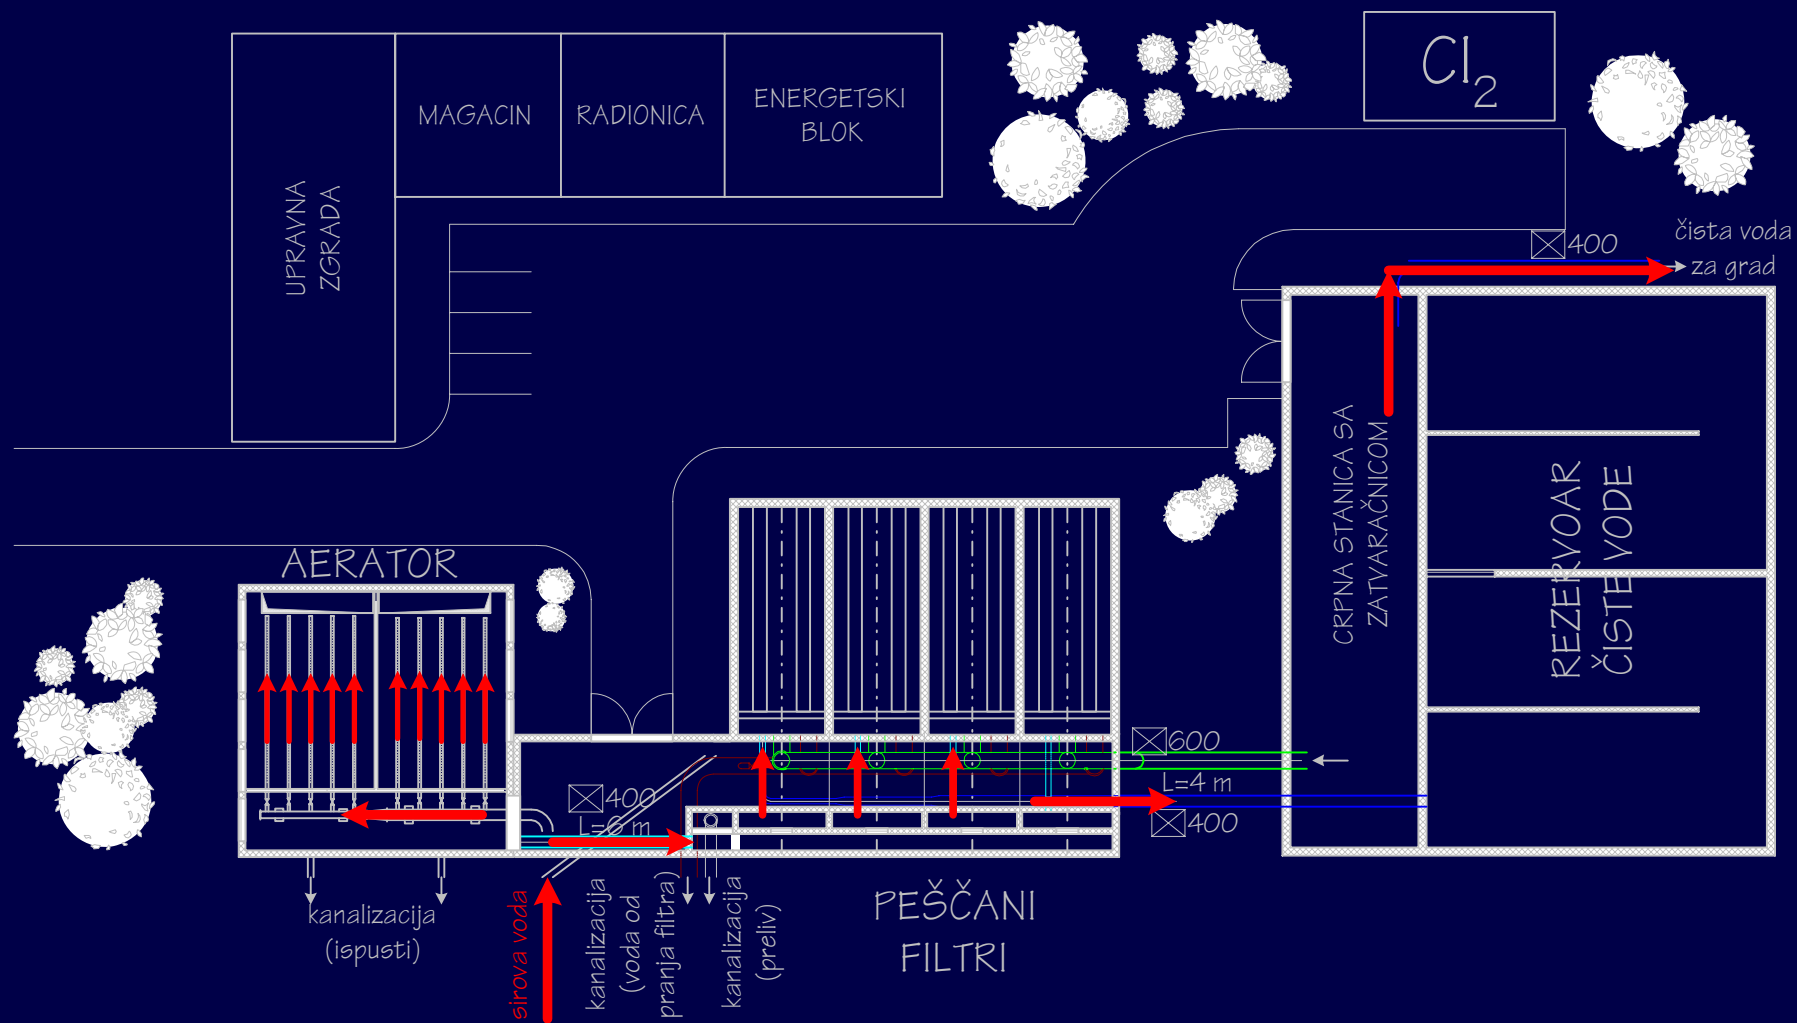 Cl2
MAGACIN
RADIONICA
ENERGETSKI
BLOK
UPRAVNA
ZGRADA
400
čista voda
za grad
CRPNA STANICA SA
ZATVARAČNICOM
REZERVOAR
ČISTE VODE
AERATOR
600
L=4 m
400
400
L=6 m
kanalizacija
(ispusti)
sirova voda
kanalizacija
(voda od
pranja filtra)
kanalizacija
(preliv)
PEŠČANI
FILTRI